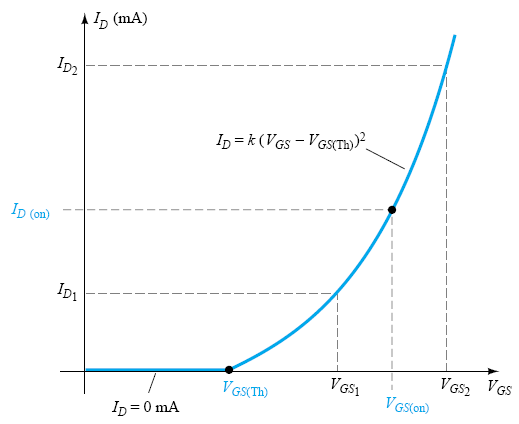 I_D (mA)
I_D2
I_D = k (V_GS − V_GS(Th))²
I_D (on)
I_D1
V_GS(Th)
V_GS1
V_GS(on)
V_GS2
V_GS
I_D = 0 mA